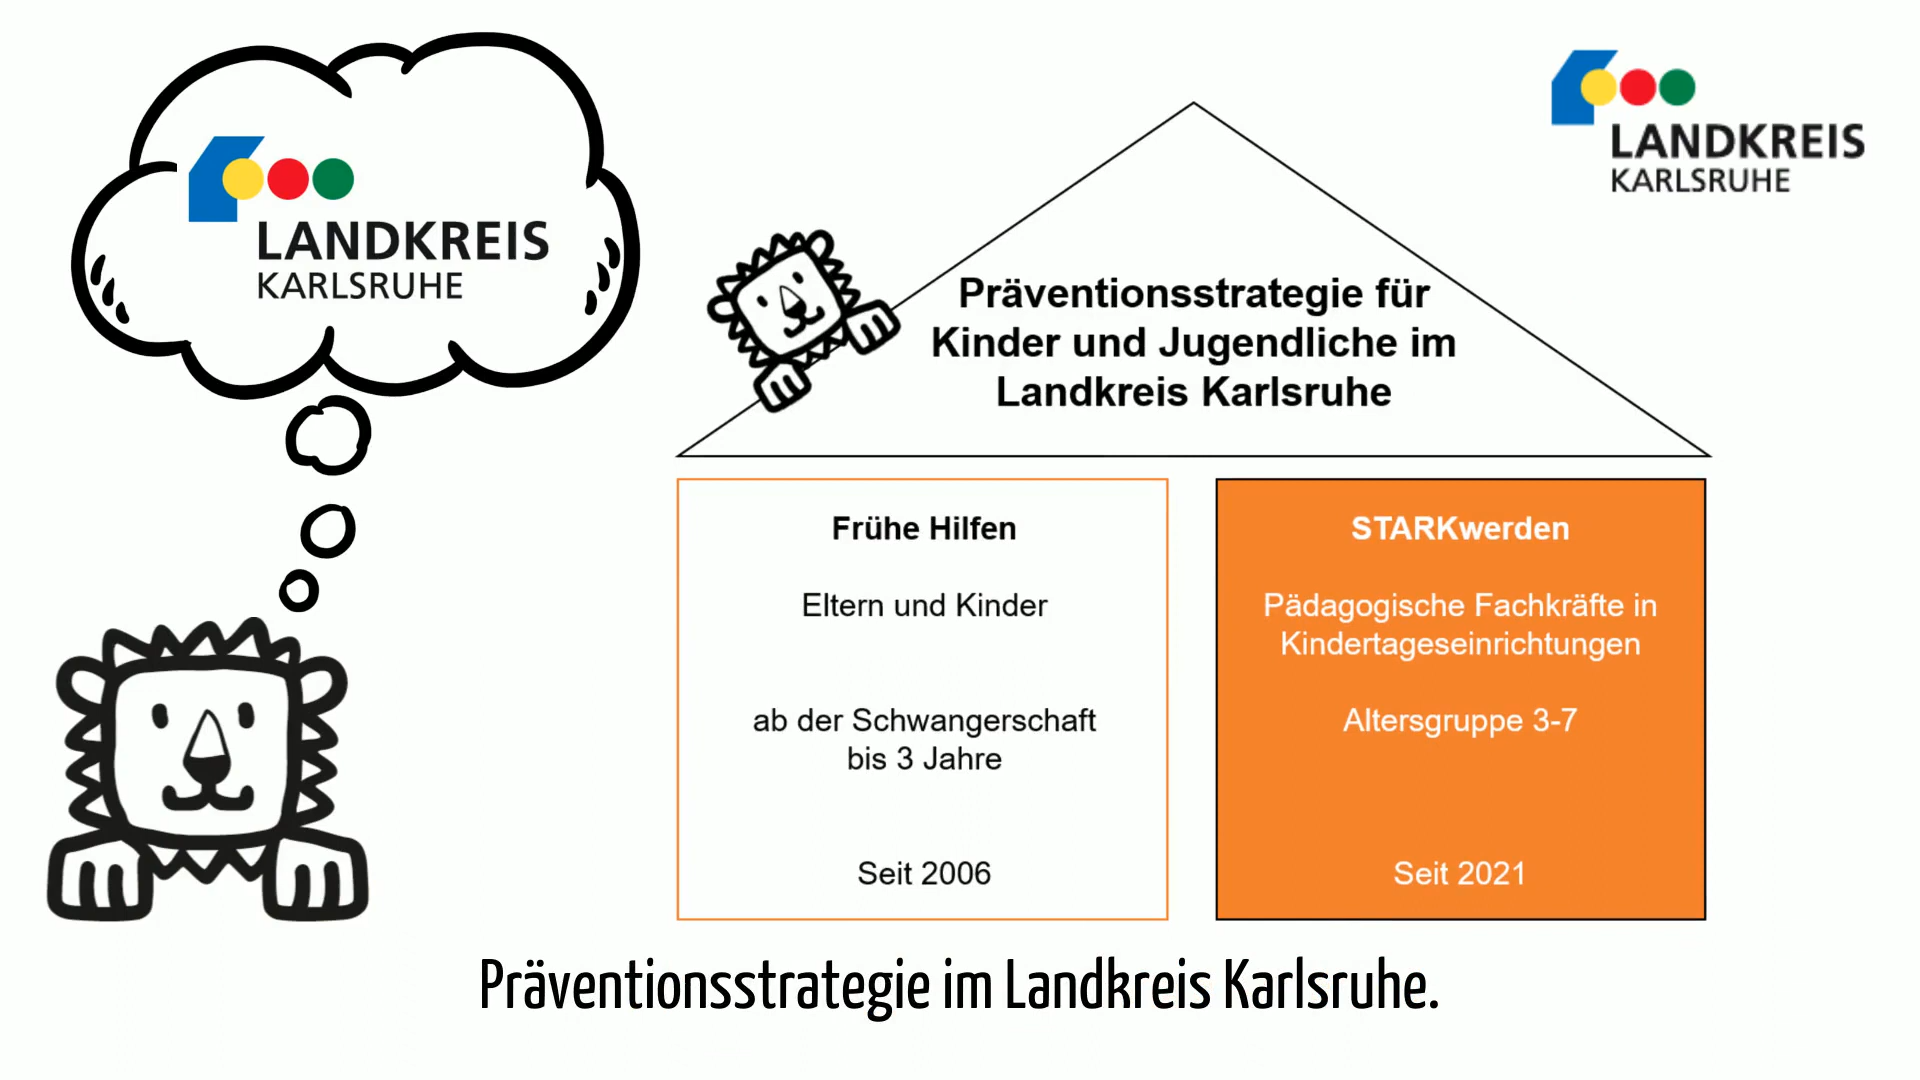 LANDKREIS
KARLSRUHE
LANDKREIS
KARLSRUHE
Präventionsstrategie für
Kinder und Jugendliche im
Landkreis Karlsruhe
Frühe Hilfen
Eltern und Kinder
ab der Schwangerschaft
bis 3 Jahre
Seit 2006
STARKwerden
Pädagogische Fachkräfte in
Kindertageseinrichtungen
Altersgruppe 3-7
Seit 2021
Präventionsstrategie im Landkreis Karlsruhe.